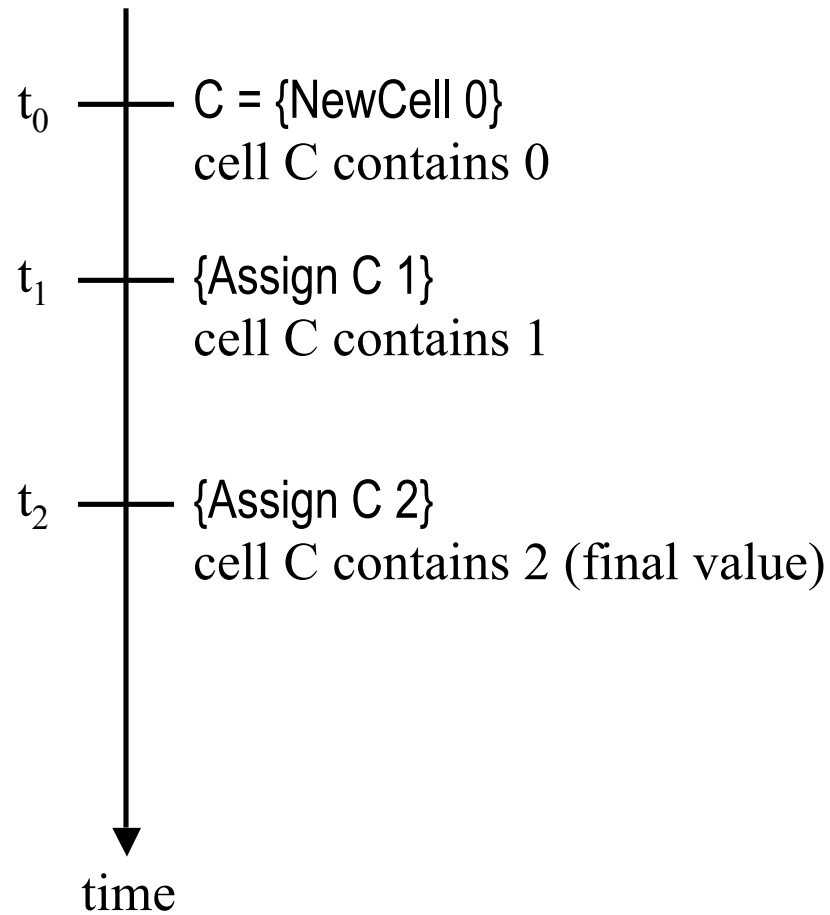 t₀ C = {NewCell 0}
cell C contains 0
t₁ {Assign C 1}
cell C contains 1
t₂ {Assign C 2}
cell C contains 2 (final value)
time